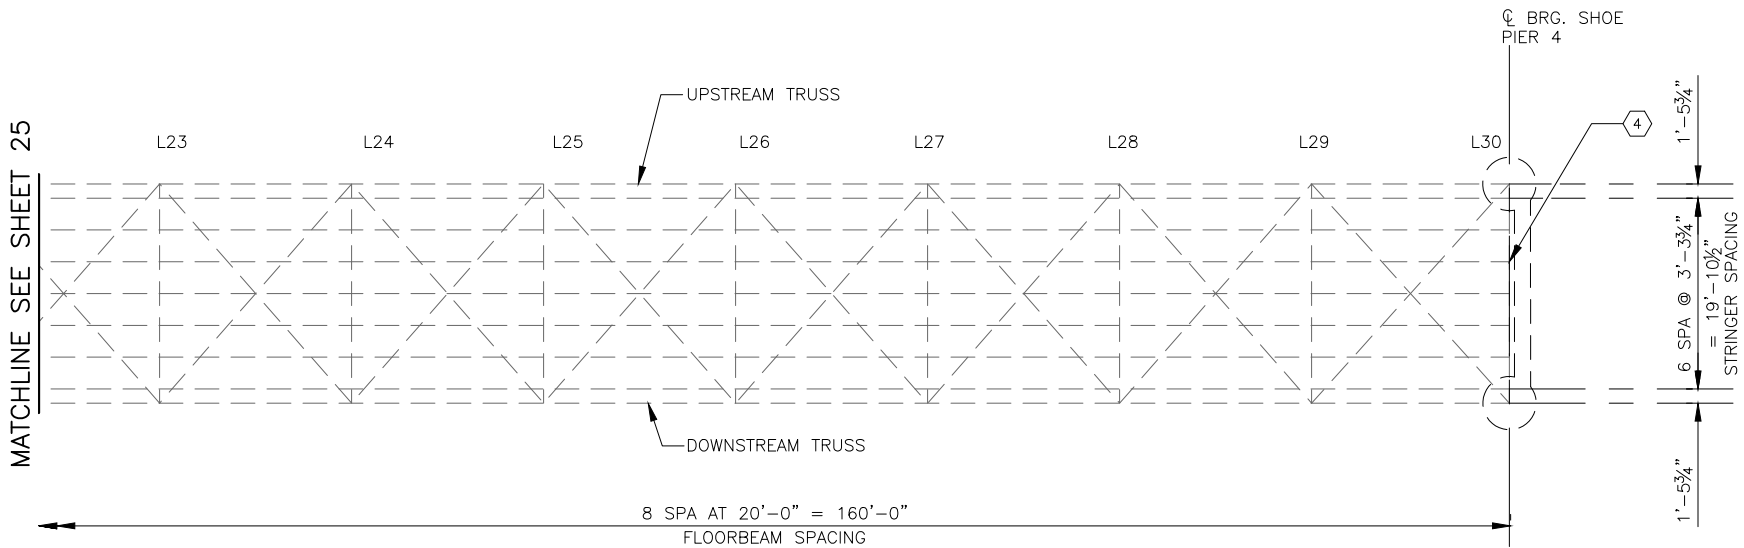 ℄ BRG. SHOE
PIER 4
UPSTREAM TRUSS
4
1'-5¾"
MATCHLINE SEE SHEET 25
L23 L24 L25 L26 L27 L28 L29 L30
6 SPA @ 3'-3¾"
= 19'-10½"
STRINGER SPACING
DOWNSTREAM TRUSS
1'-5¾"
8 SPA AT 20'-0" = 160'-0"
FLOORBEAM SPACING